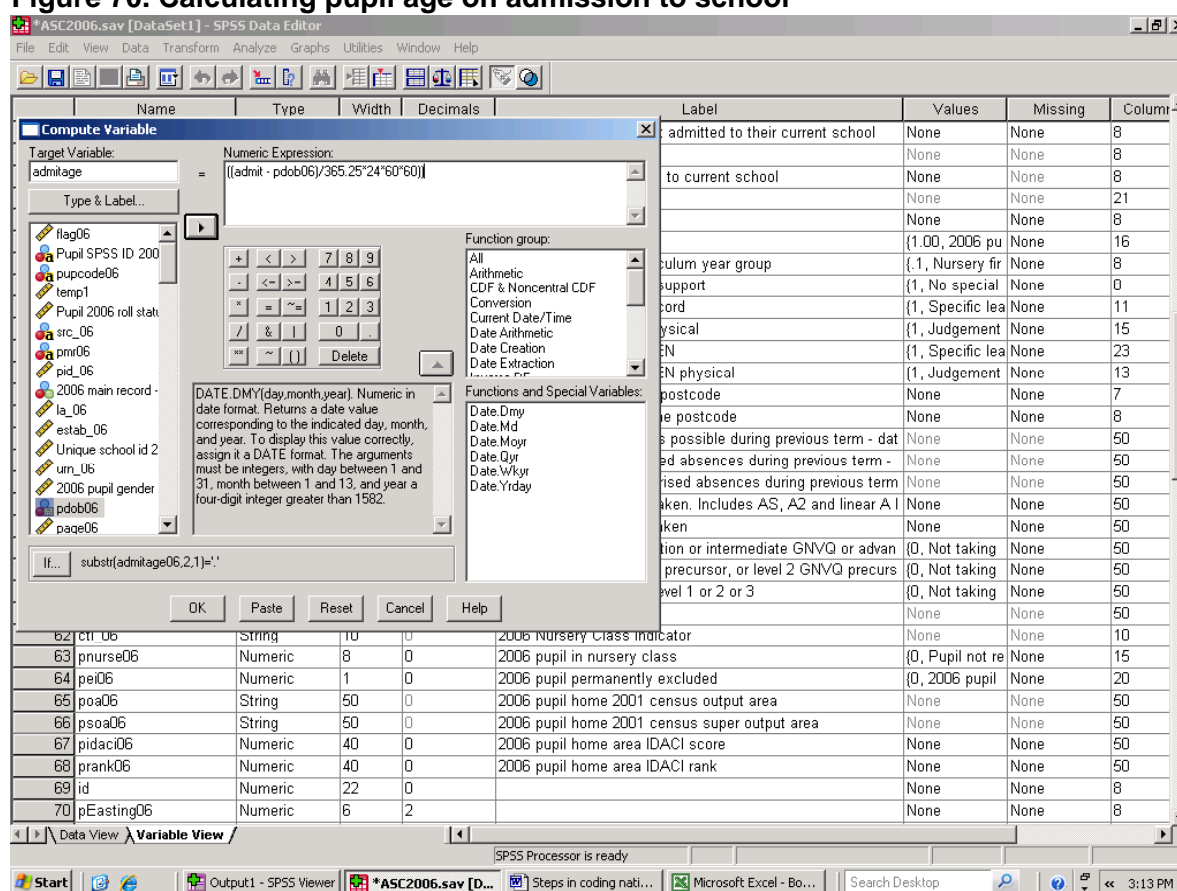 Figure 70: Calculating pupil age on admission to school
*ASC2006.sav [DataSet1] - SPSS Data Editor
File Edit View Data Transform Analyze Graphs Utilities Window Help
Name Type Width Decimals Label Values Missing Column
Compute Variable
Target Variable:
admitage
=
Numeric Expression:
((admit - pdob06)/365.25*24*60*60))
Type & Label...
flag06
Pupil SPSS ID 200
pupcode06
temp1
Pupil 2006 roll statu
src_06
pmr06
pid_06
2006 main record -
la_06
estab_06
Unique school id 2
urn_06
2006 pupil gender
pdob06
page06
+ < > 7 8 9
- <= >= 4 5 6
* = ~= 1 2 3
/ & | 0 .
** ~ () Delete
DATE.DMY(day,month,year). Numeric in
date format. Returns a date value
corresponding to the indicated day, month,
and year. To display this value correctly,
assign it a DATE format. The arguments
must be integers, with day between 1 and
31, month between 1 and 13, and year a
four-digit integer greater than 1582.
Function group:
All
Arithmetic
CDF & Noncentral CDF
Conversion
Current Date/Time
Date Arithmetic
Date Creation
Date Extraction
Functions and Special Variables:
Date.Dmy
Date.Md
Date.Moyr
Date.Qyr
Date.Wkyr
Date.Yrday
If... substr(admitage06,2,1)='.'
OK Paste Reset Cancel Help
admitted to their current school None None 8
None None 8
to current school None None 8
None None 21
None None 8
{1.00, 2006 pu None 16
culum year group {.1, Nursery fir None 8
support {1, No special None 0
cord {1, Specific lea None 11
ysical {1, Judgement None 15
EN {1, Specific lea None 23
EN physical {1, Judgement None 13
postcode None None 7
e postcode None None 8
s possible during previous term - dat None None 50
ed absences during previous term - None None 50
rised absences during previous term None None 50
aken. Includes AS, A2 and linear A l None None 50
ken None None 50
tion or intermediate GNVQ or advan {0, Not taking None 50
precursor, or level 2 GNVQ precurs {0, Not taking None 50
evel 1 or 2 or 3 {0, Not taking None 50
None None 50
62 cti_06 String 10 0 2006 Nursery Class Indicator None None 10
63 pnurse06 Numeric 8 0 2006 pupil in nursery class {0, Pupil not re None 15
64 pei06 Numeric 1 0 2006 pupil permanently excluded {0, 2006 pupil None 20
65 poa06 String 50 0 2006 pupil home 2001 census output area None None 50
66 psoa06 String 50 0 2006 pupil home 2001 census super output area None None 50
67 pidaci06 Numeric 40 0 2006 pupil home area IDACI score None None 50
68 prank06 Numeric 40 0 2006 pupil home area IDACI rank None None 50
69 id Numeric 22 0 None None 8
70 pEasting06 Numeric 6 2 None None 8
Data View Variable View
SPSS Processor is ready
Start Output1 - SPSS Viewer *ASC2006.sav [D... Steps in coding nati... Microsoft Excel - Bo... Search Desktop 3:13 PM